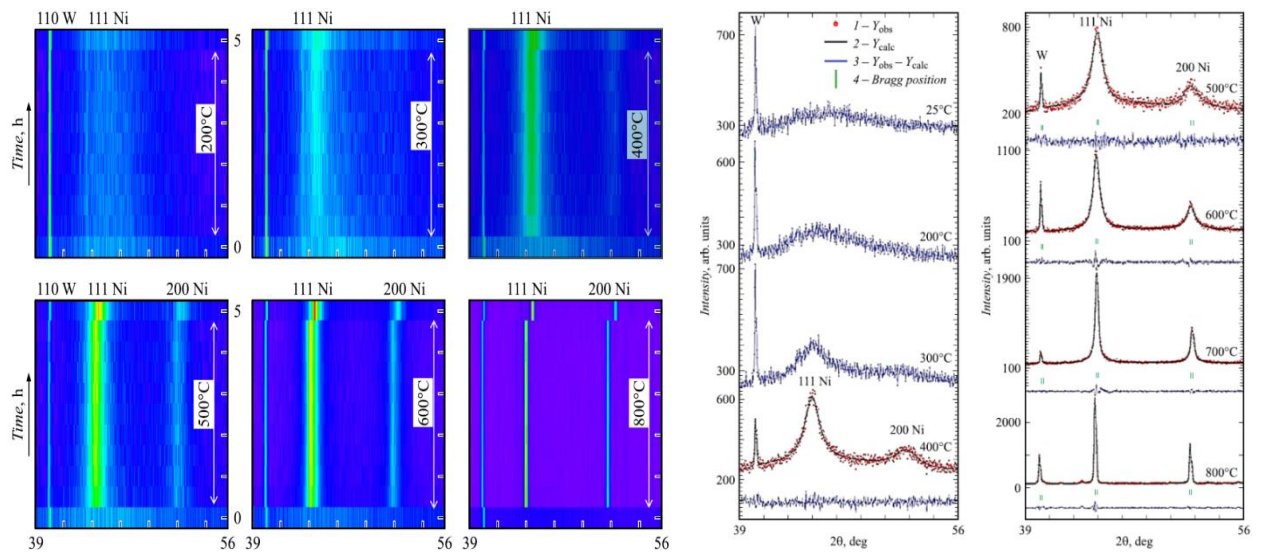 110 W 111 Ni
111 Ni
111 Ni
Time, h
5
200°C
0
300°C
400°C
110 W 111 Ni 200 Ni
111 Ni 200 Ni
111 Ni 200 Ni
Time, h
5
500°C
0
600°C
800°C
39 56
39 56
39 56
W
1 – Yobs
2 – Ycalc
3 – Yobs – Ycalc
4 – Bragg position
700
25°C
300
600
200°C
300
700
300°C
300
111 Ni
600
200 Ni
400°C
200
Intensity, arb. units
39 56
2θ, deg
800
111 Ni
W
200 Ni
500°C
200
1100
600°C
100
1900
700°C
100
2000
800°C
0
Intensity, arb. units
39 56
2θ, deg